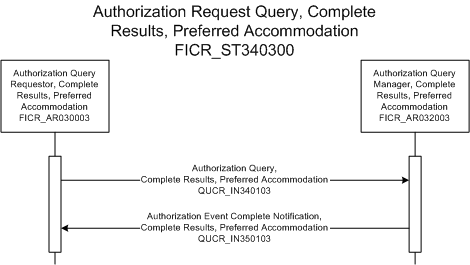 Authorization Request Query, Complete
Results, Preferred Accommodation
FICR_ST340300
Authorization Query
Requestor, Complete
Results, Preferred
Accommodation
FICR_AR030003
Authorization Query
Manager, Complete
Results, Preferred
Accommodation
FICR_AR032003
Authorization Query,
Complete Results, Preferred Accommodation
QUCR_IN340103
Authorization Event Complete Notification,
Complete Results, Preferred Accommodation
QUCR_IN350103